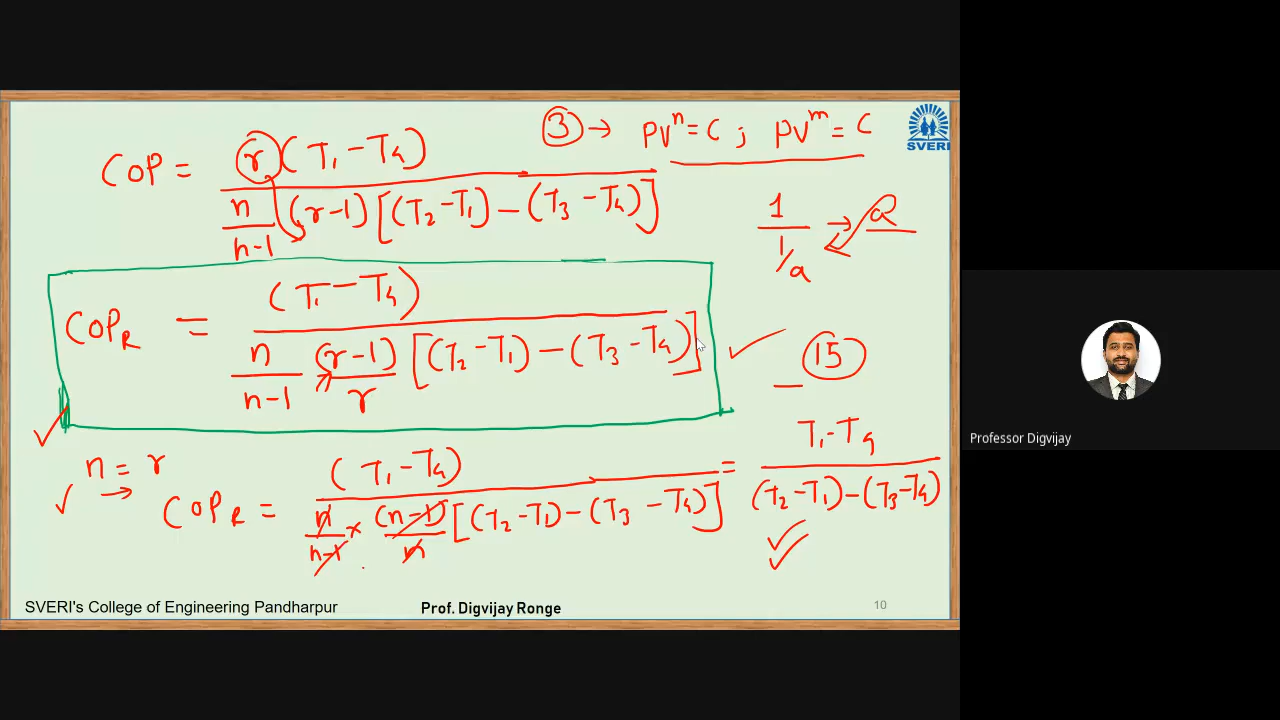 ③ → PVⁿ = C ; PVᵐ = C
SVERI
COP = r (T₁ - T₄) / n/n-1 (r-1) [(T₂-T₁) - (T₃-T₄)]
1 / 1/a → a
COP_R = (T₁ - T₄) / n/n-1 (r-1)/r [(T₂-T₁) - (T₃-T₄)] ✓
— ⑮
✓ n = r
→
COP_R = (T₁ - T₄) / n/n-1 × (n-1)/n [(T₂-T₁) - (T₃-T₄)] = T₁-T₄ / (T₂-T₁) - (T₃-T₄)
SVERI's College of Engineering Pandharpur
Prof. Digvijay Ronge
10
Professor Digvijay